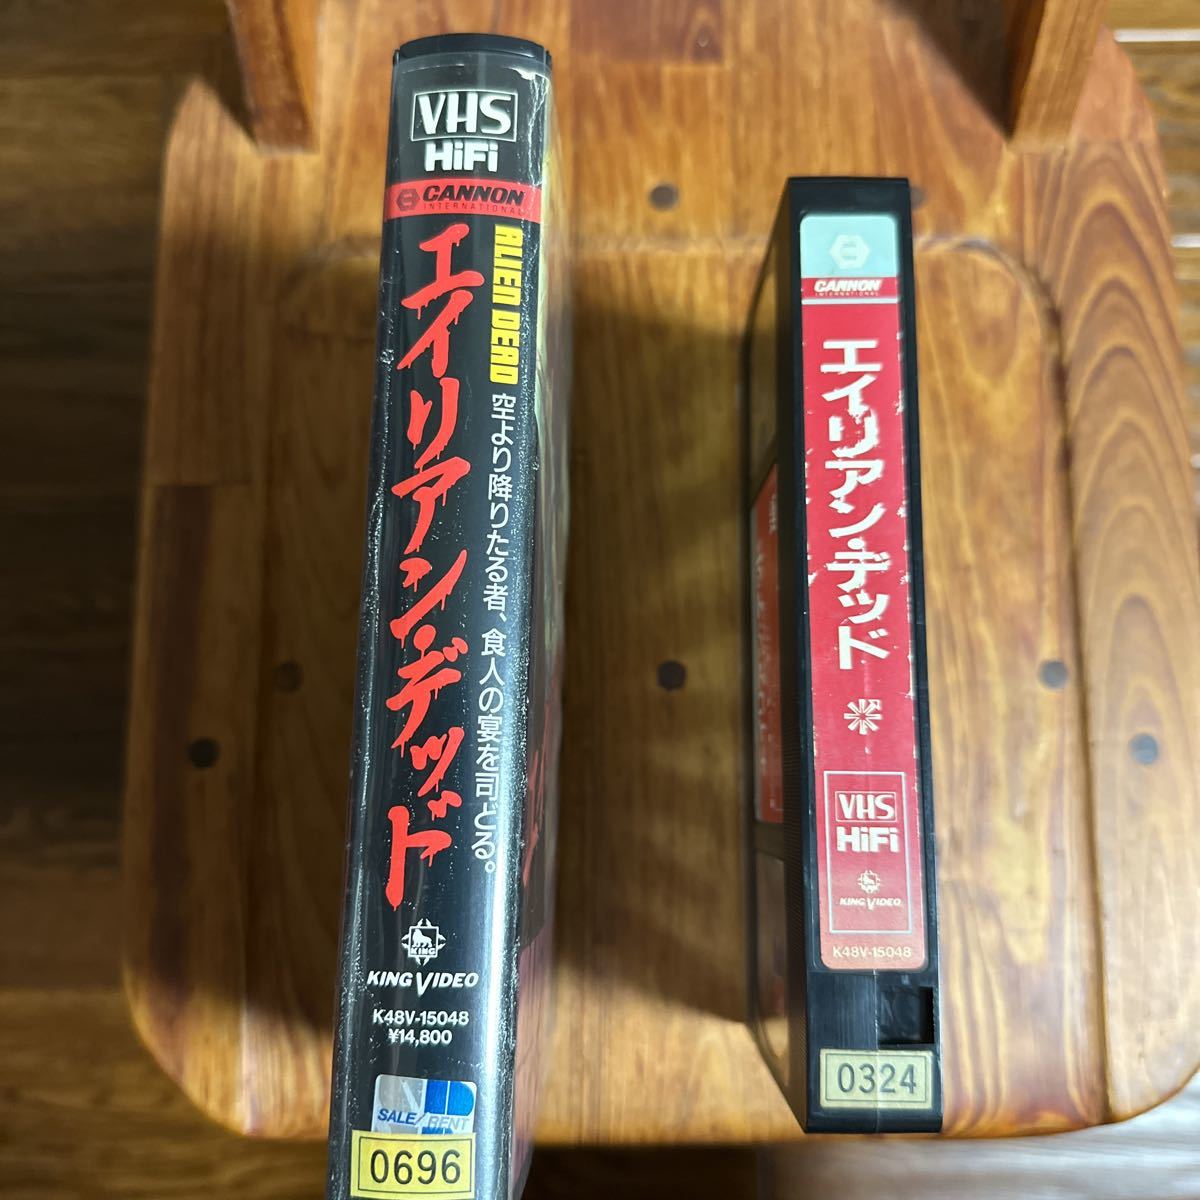 VHS
HiFi
CANNON
INTERNATIONAL
ALIEN DEAD
エイリアン・デッド
空より降りたる者、食人の宴を司どる。
KING
KING VIDEO
K48V-15048
¥14,800
SALE/RENT
0696
CANNON
INTERNATIONAL
エイリアン・デッド
VHS
HiFi
KING VIDEO
K48V-15048
0324